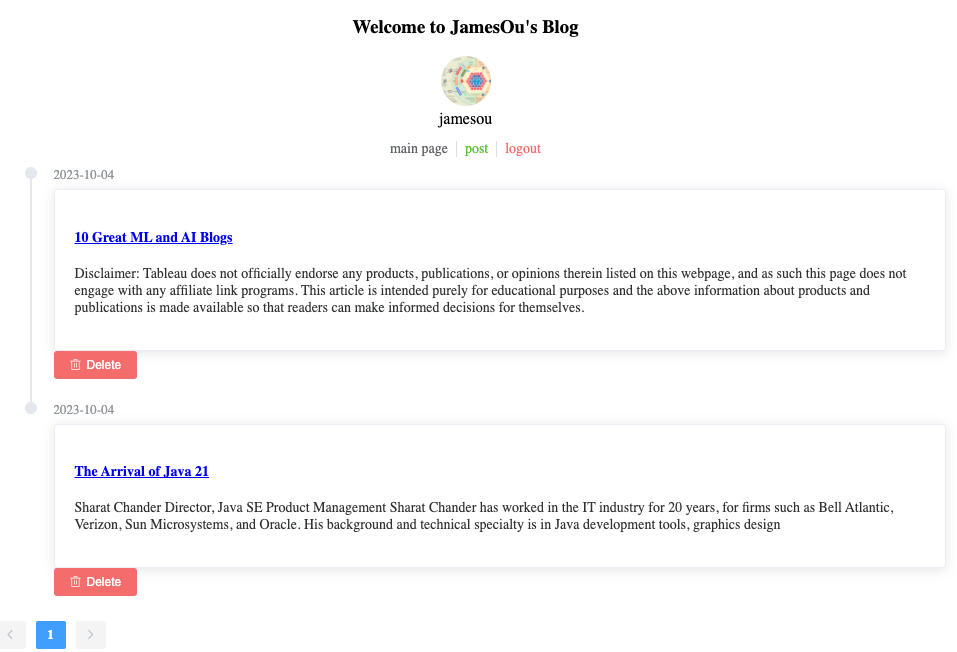 Welcome to JamesOu's Blog
jamesou
main page post logout
2023-10-04
10 Great ML and AI Blogs
Disclaimer: Tableau does not officially endorse any products, publications, or opinions therein listed on this webpage, and as such this page does not
engage with any affiliate link programs. This article is intended purely for educational purposes and the above information about products and
publications is made available so that readers can make informed decisions for themselves.
Delete
2023-10-04
The Arrival of Java 21
Sharat Chander Director, Java SE Product Management Sharat Chander has worked in the IT industry for 20 years, for firms such as Bell Atlantic,
Verizon, Sun Microsystems, and Oracle. His background and technical specialty is in Java development tools, graphics design
Delete
1